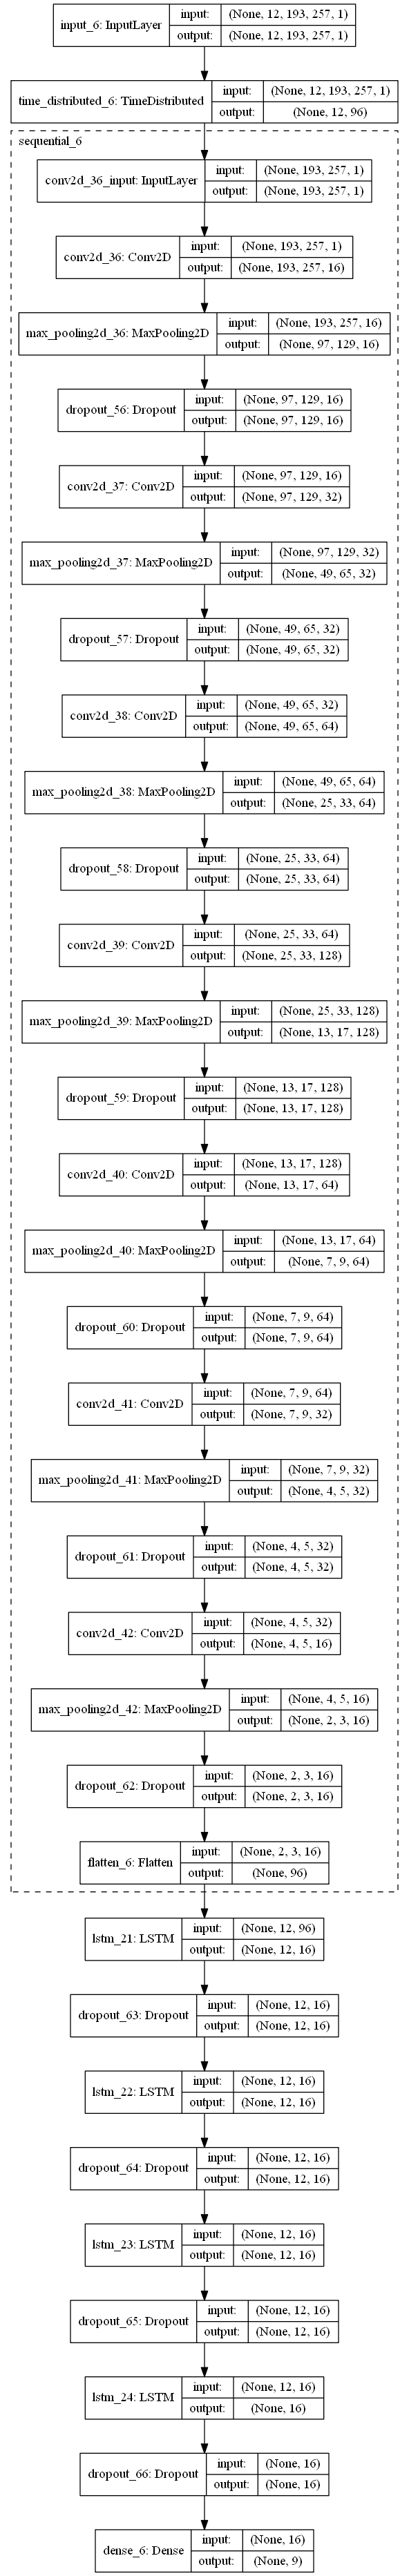 input_6: InputLayer
input: (None, 12, 193, 257, 1)
output: (None, 12, 193, 257, 1)
time_distributed_6: TimeDistributed
input: (None, 12, 193, 257, 1)
output: (None, 12, 96)
sequential_6
conv2d_36_input: InputLayer
input: (None, 193, 257, 1)
output: (None, 193, 257, 1)
conv2d_36: Conv2D
input: (None, 193, 257, 1)
output: (None, 193, 257, 16)
max_pooling2d_36: MaxPooling2D
input: (None, 193, 257, 16)
output: (None, 97, 129, 16)
dropout_56: Dropout
input: (None, 97, 129, 16)
output: (None, 97, 129, 16)
conv2d_37: Conv2D
input: (None, 97, 129, 16)
output: (None, 97, 129, 32)
max_pooling2d_37: MaxPooling2D
input: (None, 97, 129, 32)
output: (None, 49, 65, 32)
dropout_57: Dropout
input: (None, 49, 65, 32)
output: (None, 49, 65, 32)
conv2d_38: Conv2D
input: (None, 49, 65, 32)
output: (None, 49, 65, 64)
max_pooling2d_38: MaxPooling2D
input: (None, 49, 65, 64)
output: (None, 25, 33, 64)
dropout_58: Dropout
input: (None, 25, 33, 64)
output: (None, 25, 33, 64)
conv2d_39: Conv2D
input: (None, 25, 33, 64)
output: (None, 25, 33, 128)
max_pooling2d_39: MaxPooling2D
input: (None, 25, 33, 128)
output: (None, 13, 17, 128)
dropout_59: Dropout
input: (None, 13, 17, 128)
output: (None, 13, 17, 128)
conv2d_40: Conv2D
input: (None, 13, 17, 128)
output: (None, 13, 17, 64)
max_pooling2d_40: MaxPooling2D
input: (None, 13, 17, 64)
output: (None, 7, 9, 64)
dropout_60: Dropout
input: (None, 7, 9, 64)
output: (None, 7, 9, 64)
conv2d_41: Conv2D
input: (None, 7, 9, 64)
output: (None, 7, 9, 32)
max_pooling2d_41: MaxPooling2D
input: (None, 7, 9, 32)
output: (None, 4, 5, 32)
dropout_61: Dropout
input: (None, 4, 5, 32)
output: (None, 4, 5, 32)
conv2d_42: Conv2D
input: (None, 4, 5, 32)
output: (None, 4, 5, 16)
max_pooling2d_42: MaxPooling2D
input: (None, 4, 5, 16)
output: (None, 2, 3, 16)
dropout_62: Dropout
input: (None, 2, 3, 16)
output: (None, 2, 3, 16)
flatten_6: Flatten
input: (None, 2, 3, 16)
output: (None, 96)
lstm_21: LSTM
input: (None, 12, 96)
output: (None, 12, 16)
dropout_63: Dropout
input: (None, 12, 16)
output: (None, 12, 16)
lstm_22: LSTM
input: (None, 12, 16)
output: (None, 12, 16)
dropout_64: Dropout
input: (None, 12, 16)
output: (None, 12, 16)
lstm_23: LSTM
input: (None, 12, 16)
output: (None, 12, 16)
dropout_65: Dropout
input: (None, 12, 16)
output: (None, 12, 16)
lstm_24: LSTM
input: (None, 12, 16)
output: (None, 16)
dropout_66: Dropout
input: (None, 16)
output: (None, 16)
dense_6: Dense
input: (None, 16)
output: (None, 9)